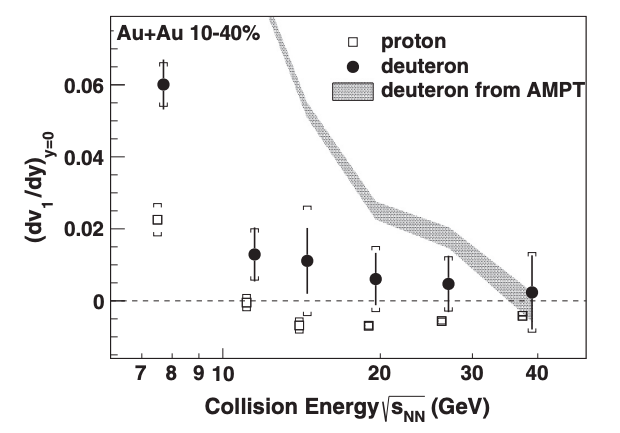 Au+Au 10-40%
proton
deuteron
deuteron from AMPT
(dv₁/dy)y=0
0.06
0.04
0.02
0
7 8 9 10 20 30 40
Collision Energy √sNN (GeV)